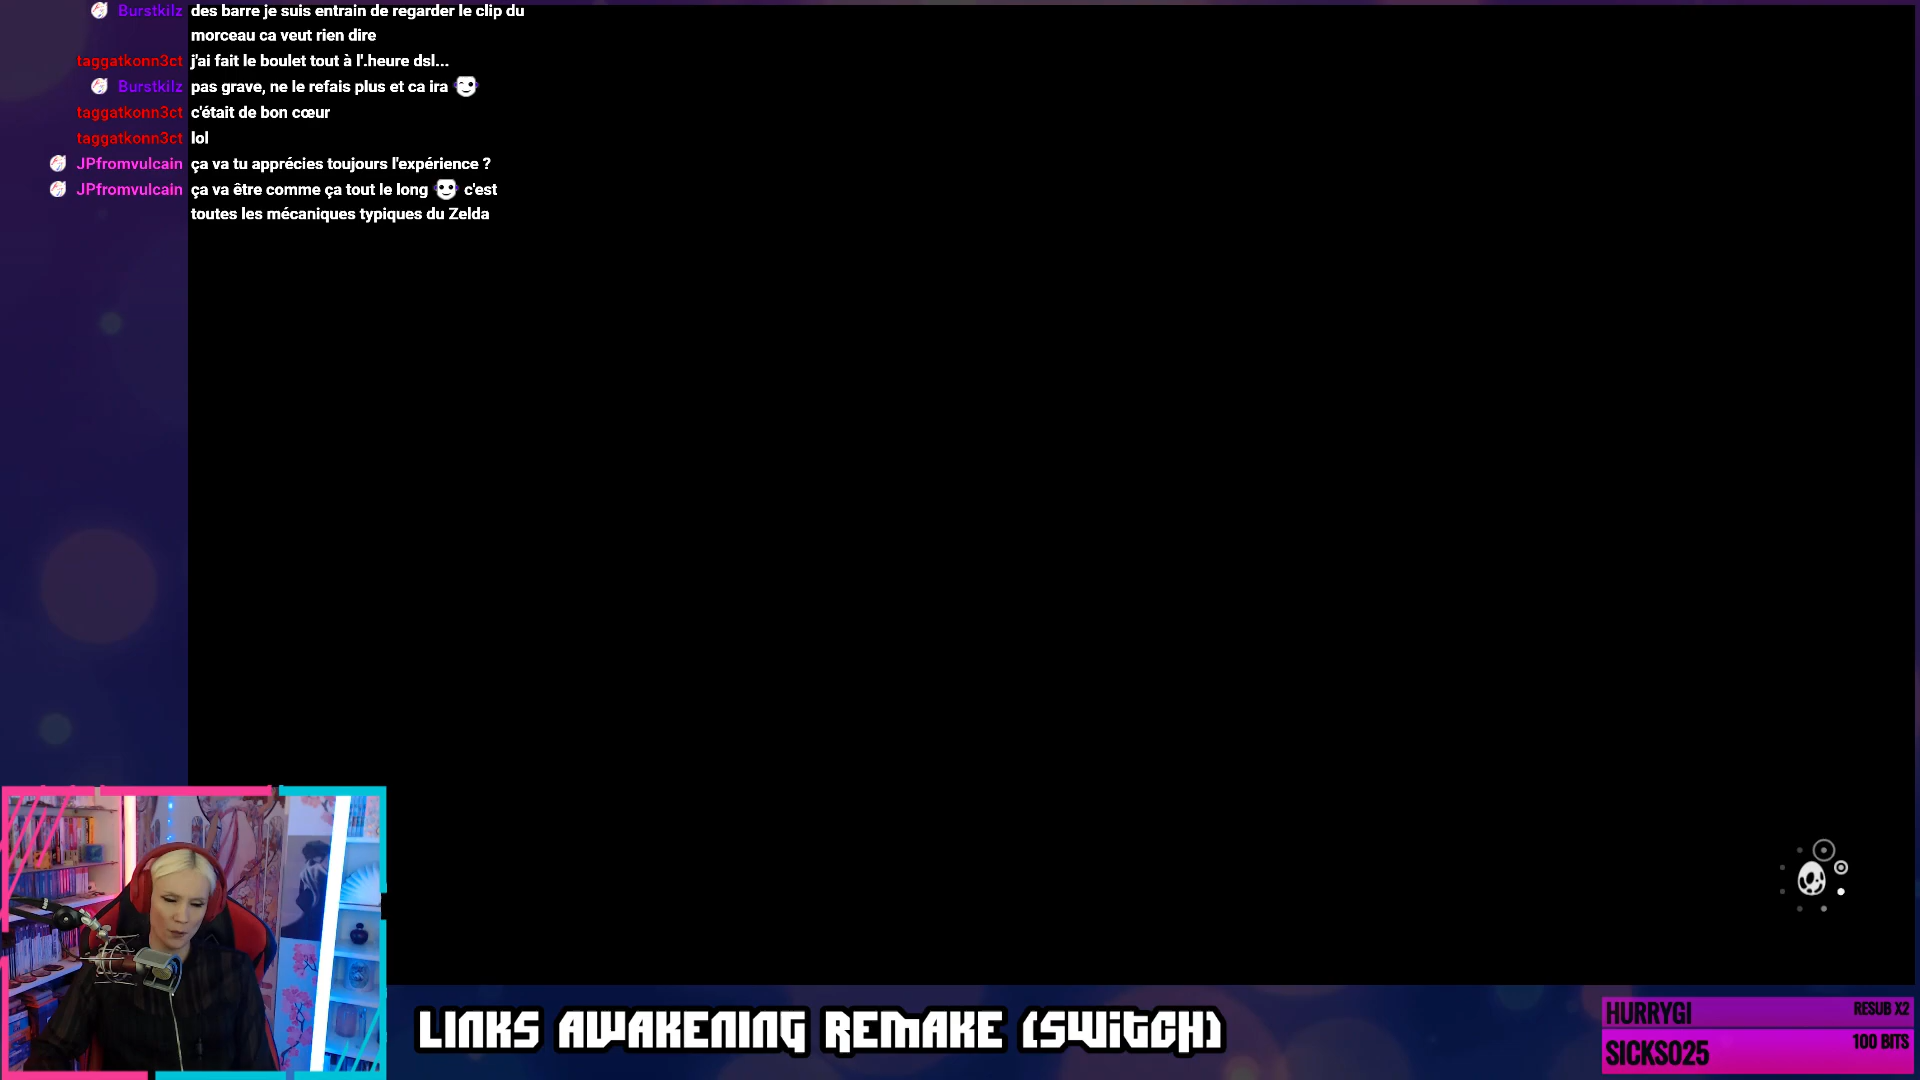 Burstkilz des barre je suis entrain de regarder le clip du
morceau ca veut rien dire
taggatkonn3ct j'ai fait le boulet tout à l'.heure dsl...
Burstkilz pas grave, ne le refais plus et ca ira
taggatkonn3ct c'était de bon cœur
taggatkonn3ct lol
JPfromvulcain ça va tu apprécies toujours l'expérience ?
JPfromvulcain ça va être comme ça tout le long c'est
toutes les mécaniques typiques du Zelda
LINKS AWAKENING REMAKE (SWITCH)
HURRYGI RESUB X2
SICKSO25 100 BITS